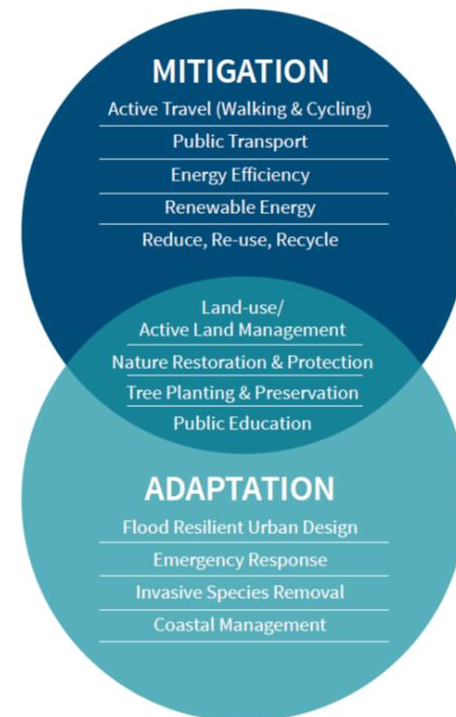 MITIGATION
Active Travel (Walking & Cycling)
Public Transport
Energy Efficiency
Renewable Energy
Reduce, Re-use, Recycle
Land-use/
Active Land Management
Nature Restoration & Protection
Tree Planting & Preservation
Public Education
ADAPTATION
Flood Resilient Urban Design
Emergency Response
Invasive Species Removal
Coastal Management